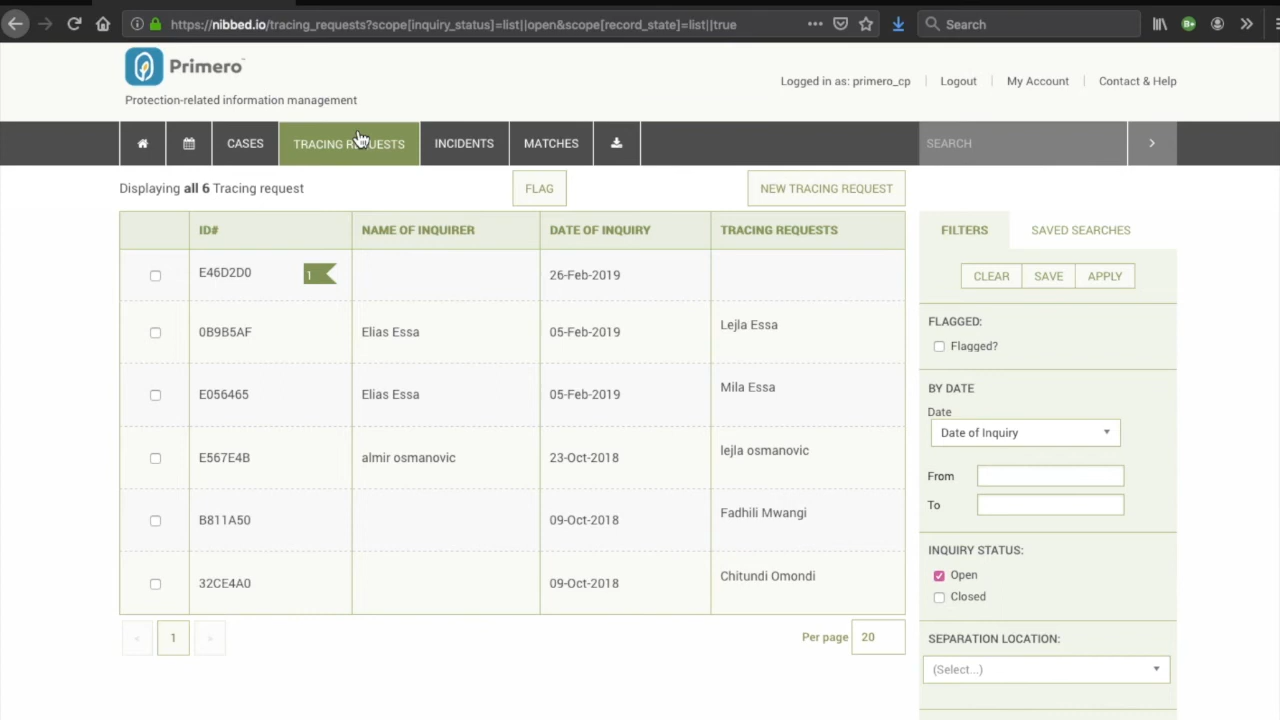 https://nibbed.io/tracing_requests?scope[inquiry_status]=list||open&scope[record_state]=list||true
Search
Primero
Protection-related information management
Logged in as: primero_cp
Logout
My Account
Contact & Help
CASES
TRACING REQUESTS
INCIDENTS
MATCHES
SEARCH
Displaying all 6 Tracing request
FLAG
NEW TRACING REQUEST
ID# NAME OF INQUIRER DATE OF INQUIRY TRACING REQUESTS
E46D2D0 1 26-Feb-2019
0B9B5AF Elias Essa 05-Feb-2019 Lejla Essa
E056465 Elias Essa 05-Feb-2019 Mila Essa
E567E4B almir osmanovic 23-Oct-2018 lejla osmanovic
B811A50 09-Oct-2018 Fadhili Mwangi
32CE4A0 09-Oct-2018 Chitundi Omondi
« 1 »
Per page 20
FILTERS SAVED SEARCHES
CLEAR SAVE APPLY
FLAGGED:
Flagged?
BY DATE
Date
Date of Inquiry
From
To
INQUIRY STATUS:
Open
Closed
SEPARATION LOCATION:
(Select...)